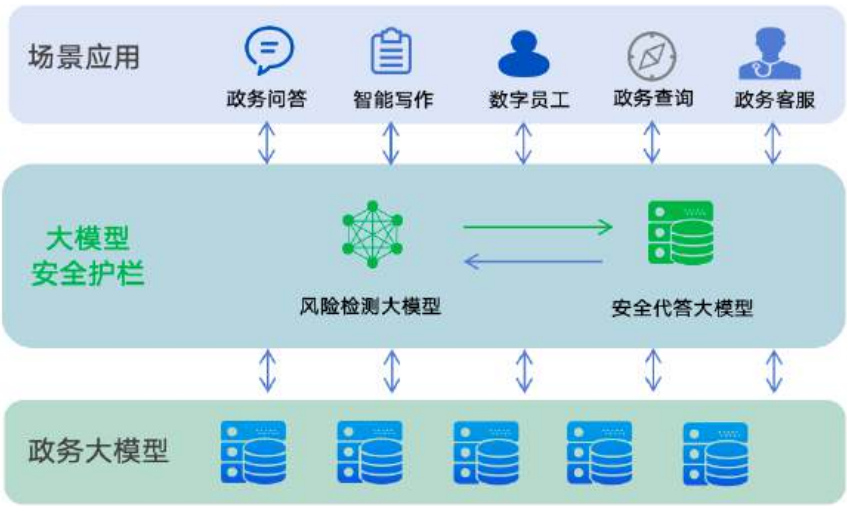 场景应用
政务问答
智能写作
数字员工
政务查询
政务客服
大模型
安全护栏
风险检测大模型
安全代答大模型
政务大模型